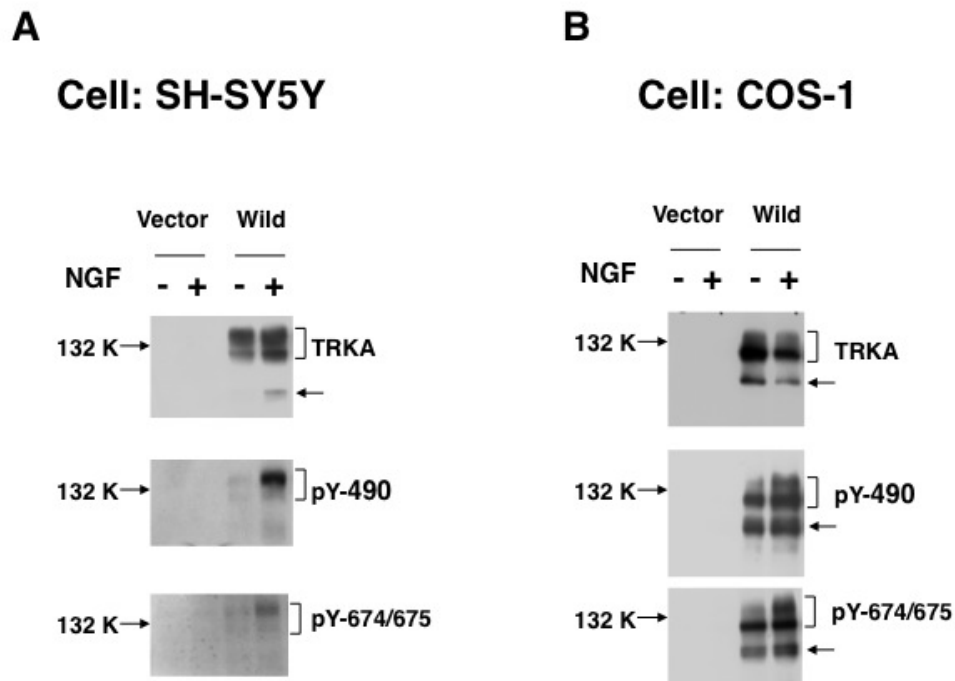 A
Cell: SH-SY5Y
Vector Wild
NGF - + - +
132 K TRKA
132 K pY-490
132 K pY-674/675
B
Cell: COS-1
Vector Wild
NGF - + - +
132 K TRKA
132 K pY-490
132 K pY-674/675